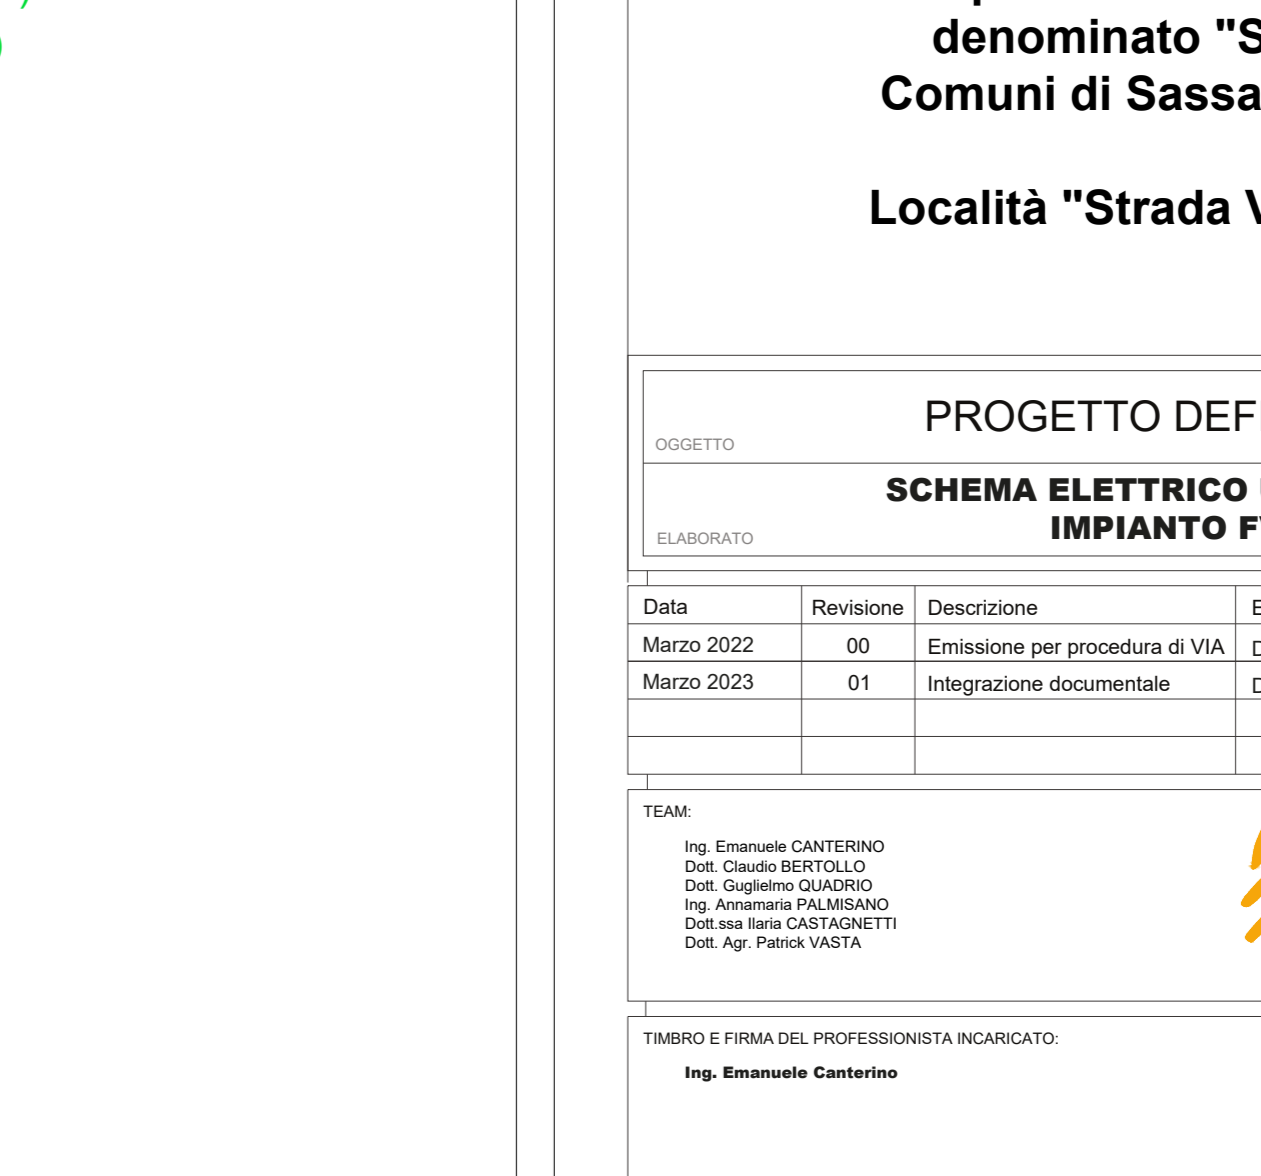 denominato "S
Comuni di Sassa
Località "Strada V
PROGETTO DEF
OGGETTO
SCHEMA ELETTRICO
IMPIANTO F
ELABORATO
Data Revisione Descrizione
Marzo 2022 00 Emissione per procedura di VIA
Marzo 2023 01 Integrazione documentale
TEAM:
Ing. Emanuele CANTERINO
Dott. Claudio BERTOLLO
Dott. Guglielmo QUADRIO
Ing. Annamaria PALMISANO
Dott.ssa Ilaria CASTAGNETTI
Dott. Agr. Patrick VASTA
TIMBRO E FIRMA DEL PROFESSIONISTA INCARICATO:
Ing. Emanuele Canterino